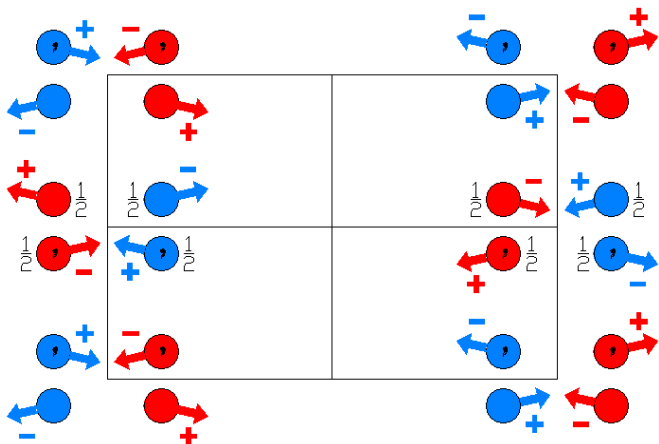 + − − +
, , , ,
− + + −
+ − − +
½ ½ ½ ½
½ , , ½ , ½ ½ ,
− + + −
+ − − +
, , , ,
− + + −